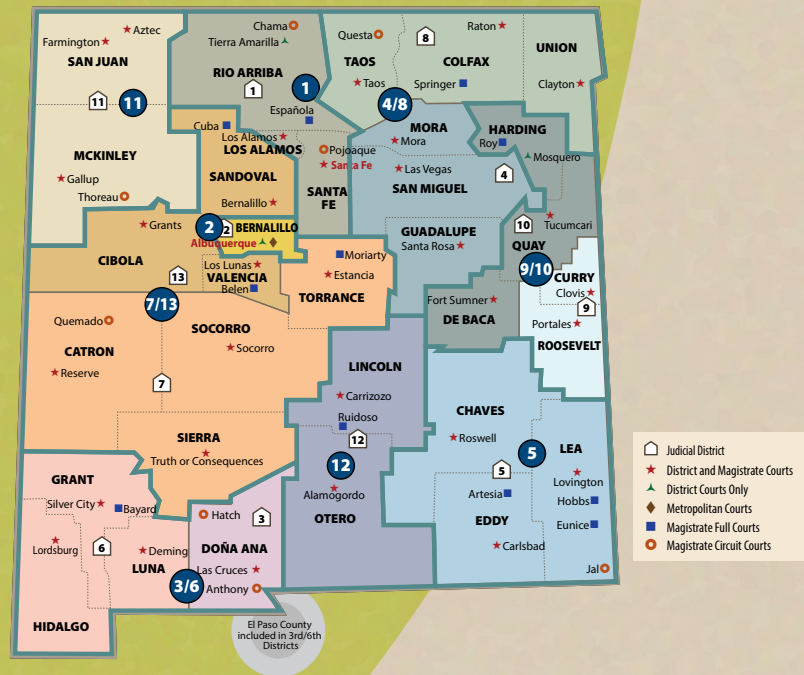 Aztec
Farmington
SAN JUAN
Chama
Tierra Amarilla
RIO ARRIBA
1
1
Española
Questa
TAOS
Taos
8
Raton
COLFAX
Springer
4/8
UNION
Clayton
11
11
MCKINLEY
Gallup
Thoreau
Cuba
Los Alamos
LOS ALAMOS
SANDOVAL
Bernalillo
Pojoaque
Santa Fe
SANTA
FE
MORA
Mora
Las Vegas
SAN MIGUEL
4
HARDING
Roy
Mosquero
GUADALUPE
Santa Rosa
10
Tucumcari
QUAY
9/10
Grants
CIBOLA
13
2
2
BERNALILLO
Albuquerque
Los Lunas
VALENCIA
Belen
Moriarty
Estancia
TORRANCE
CURRY
Clovis
9
Portales
ROOSEVELT
Fort Sumner
DE BACA
7/13
Quemado
CATRON
Reserve
SOCORRO
Socorro
7
SIERRA
Truth or Consequences
LINCOLN
Carrizozo
Ruidoso
12
12
Alamogordo
OTERO
CHAVES
Roswell
5
5
LEA
Lovington
Artesia
Hobbs
EDDY
Eunice
Carlsbad
Jal
GRANT
Silver City
Bayard
Lordsburg
6
Deming
LUNA
HIDALGO
Hatch
3
DOÑA ANA
Las Cruces
3/6
Anthony
El Paso County
included in 3rd/6th
Districts
Judicial District
District and Magistrate Courts
District Courts Only
Metropolitan Courts
Magistrate Full Courts
Magistrate Circuit Courts